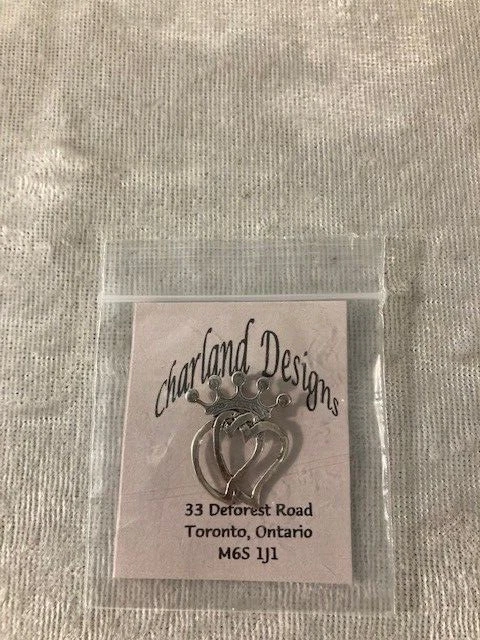 Charland Designs
33 Deforest Road
Toronto, Ontario
M6S 1J1